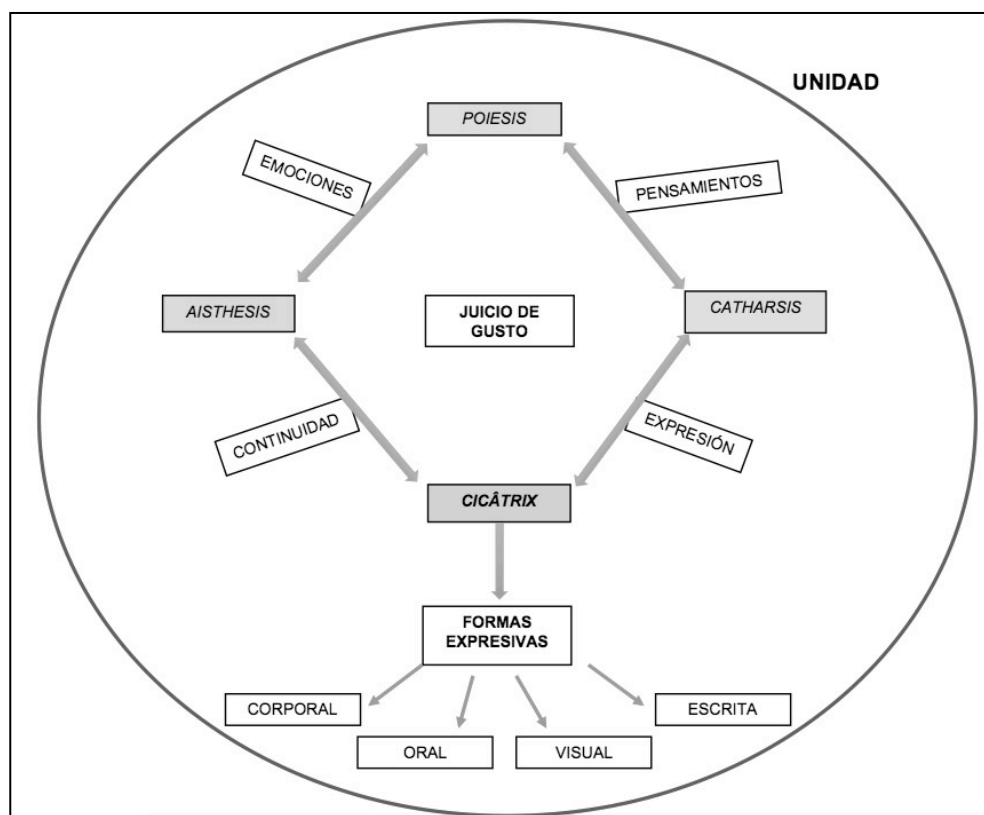 UNIDAD
POIESIS
EMOCIONES
PENSAMIENTOS
AISTHESIS
JUICIO DE
GUSTO
CATHARSIS
CONTINUIDAD
EXPRESIÓN
CICÂTRIX
FORMAS
EXPRESIVAS
CORPORAL
ESCRITA
ORAL
VISUAL